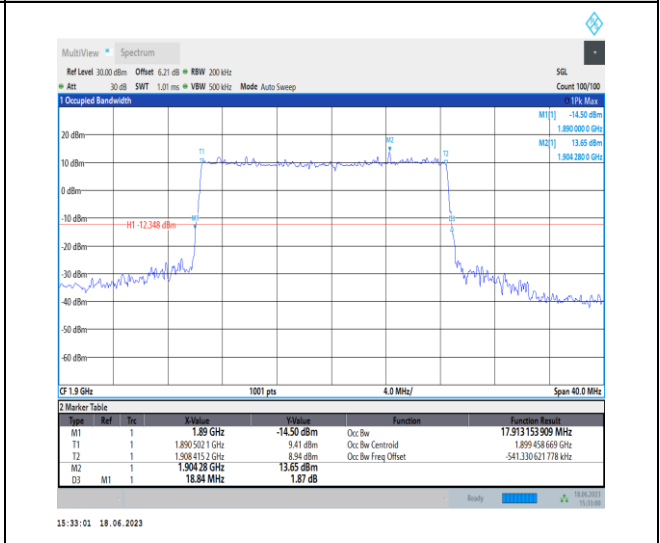 MultiView Spectrum
Ref Level 30.00 dBm Offset 6.21 dB RBW 200 kHz SGL
Att 30 dB SWT 1.01 ms VBW 500 kHz Mode Auto Sweep Count 100/100
1 Occupied Bandwidth 1Pk Max
M1[1] -14.50 dBm
1.890 000 0 GHz
M2[1] 13.65 dBm
1.904 280 0 GHz
20 dBm
M2
T1 T2
10 dBm
0 dBm
-10 dBm
M1 D3
H1 -12.348 dBm
-20 dBm
-30 dBm
-40 dBm
-50 dBm
-60 dBm
CF 1.9 GHz 1001 pts 4.0 MHz/ Span 40.0 MHz
2 Marker Table
Type Ref Trc X-Value Y-Value Function Function Result
M1 1 1.89 GHz -14.50 dBm Occ Bw 17.913 153 909 MHz
T1 1 1.890 502 1 GHz 9.41 dBm Occ Bw Centroid 1.899 458 669 GHz
T2 1 1.908 415 2 GHz 8.94 dBm Occ Bw Freq Offset -541.330 621 778 kHz
M2 1 1.904 28 GHz 13.65 dBm
D3 M1 1 18.84 MHz 1.87 dB
Ready 18.06.2023
15:33:00
15:33:01 18.06.2023